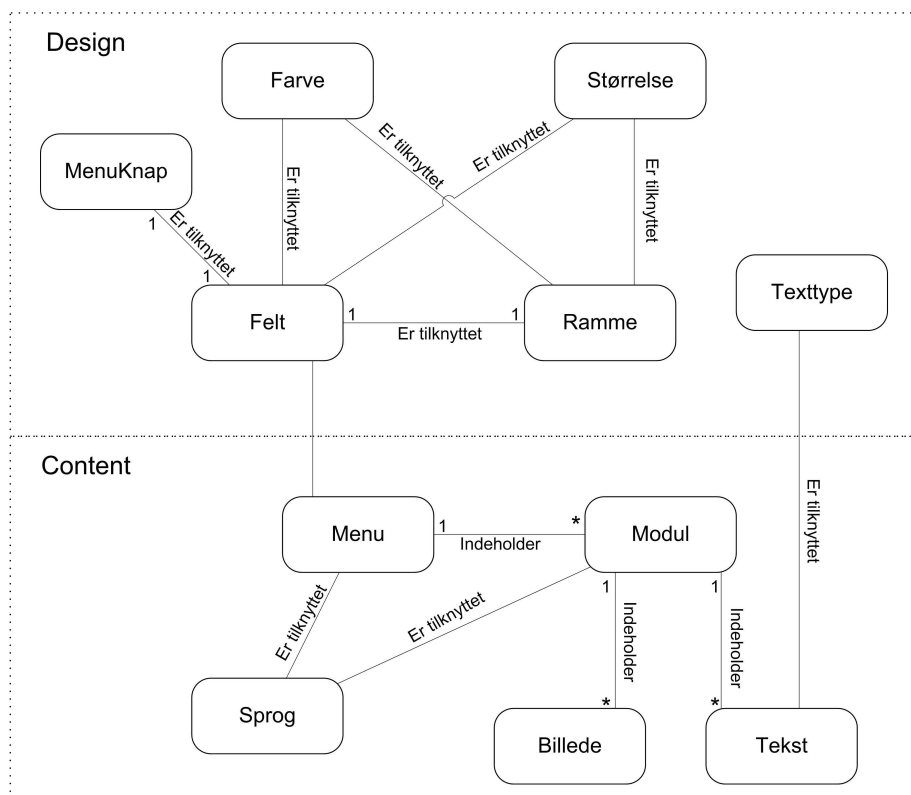 Design
Farve
Størrelse
MenuKnap
Er tilknyttet
Er tilknyttet
Er tilknyttet
Er tilknyttet
1
Er tilknyttet
1
Texttype
Felt
1
1
Ramme
Er tilknyttet
Content
Er tilknyttet
Menu
1
*
Modul
Indeholder
Er tilknyttet
Er tilknyttet
1
1
Indeholder
Indeholder
*
*
Sprog
Billede
Tekst